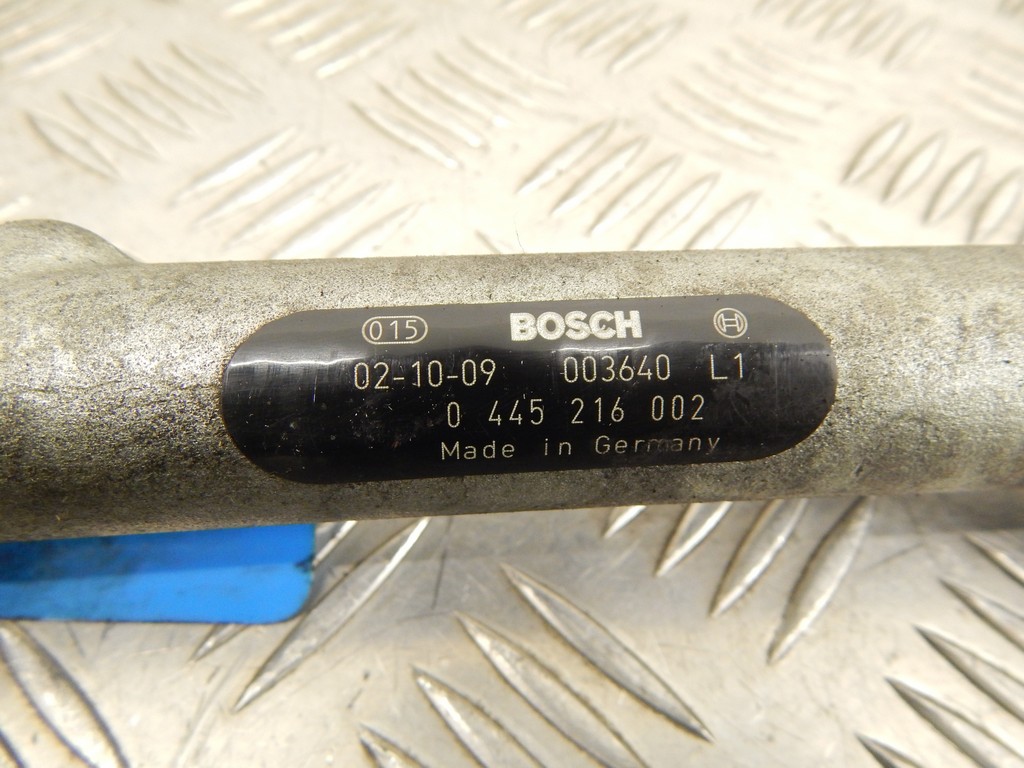 015 BOSCH H
02-10-09 003640 L1
0 445 216 002
Made in Germany